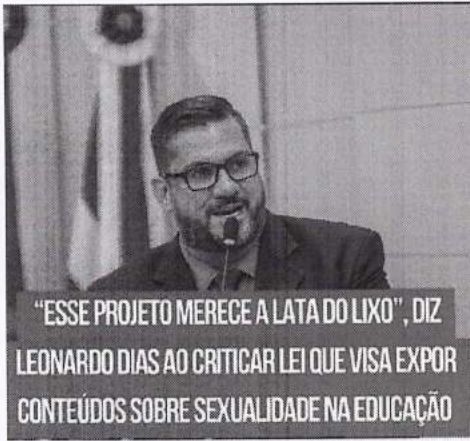 “ESSE PROJETO MERECE A LATA DO LIXO”, DIZ
LEONARDO DIAS AO CRITICAR LEI QUE VISA EXPOR
CONTEÚDOS SOBRE SEXUALIDADE NA EDUCAÇÃO